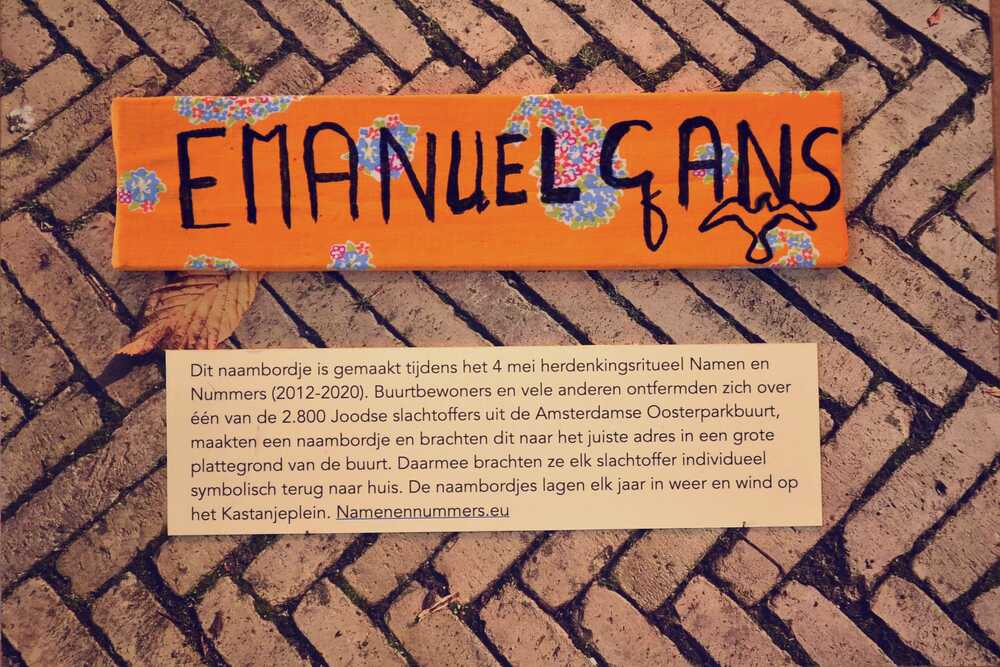 EMANUEL GANS
Dit naambordje is gemaakt tijdens het 4 mei herdenkingsritueel Namen en
Nummers (2012-2020). Buurtbewoners en vele anderen ontfermden zich over
één van de 2.800 Joodse slachtoffers uit de Amsterdamse Oosterparkbuurt,
maakten een naambordje en brachten dit naar het juiste adres in een grote
plattegrond van de buurt. Daarmee brachten ze elk slachtoffer individueel
symbolisch terug naar huis. De naambordjes lagen elk jaar in weer en wind op
het Kastanjeplein. Namenennummers.eu